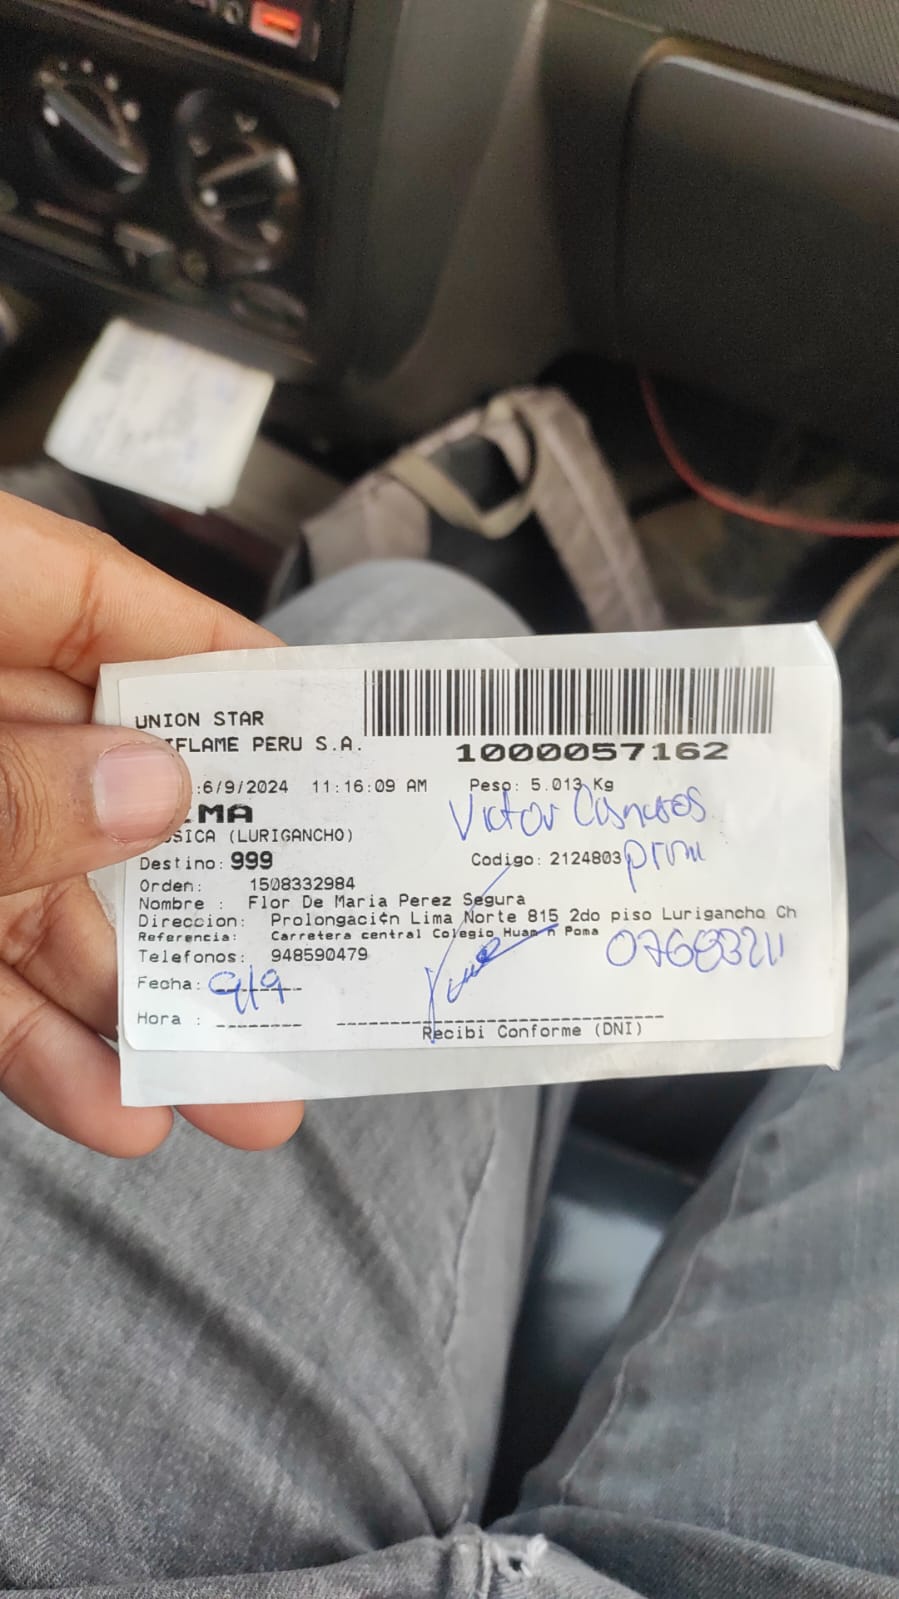 UNION STAR
IFLAME PERU S.A.
1000057162
:6/9/2024 11:16:09 AM Peso: 5.013 Kg
IMA
SICA (LURIGANCHO)
Victor Cisneros
Destino: 999 Codigo: 2124803
primo
Orden: 1508332984
Nombre : Flor De Maria Perez Segura
Direccion: Prolongaci¢n Lima Norte 815 2do piso Lurigancho Ch
Referencia: Carretera central Colegio Huam n Poma
Telefonos: 948590479
07683211
Fecha: 9/9
Hora :
Recibi Conforme (DNI)